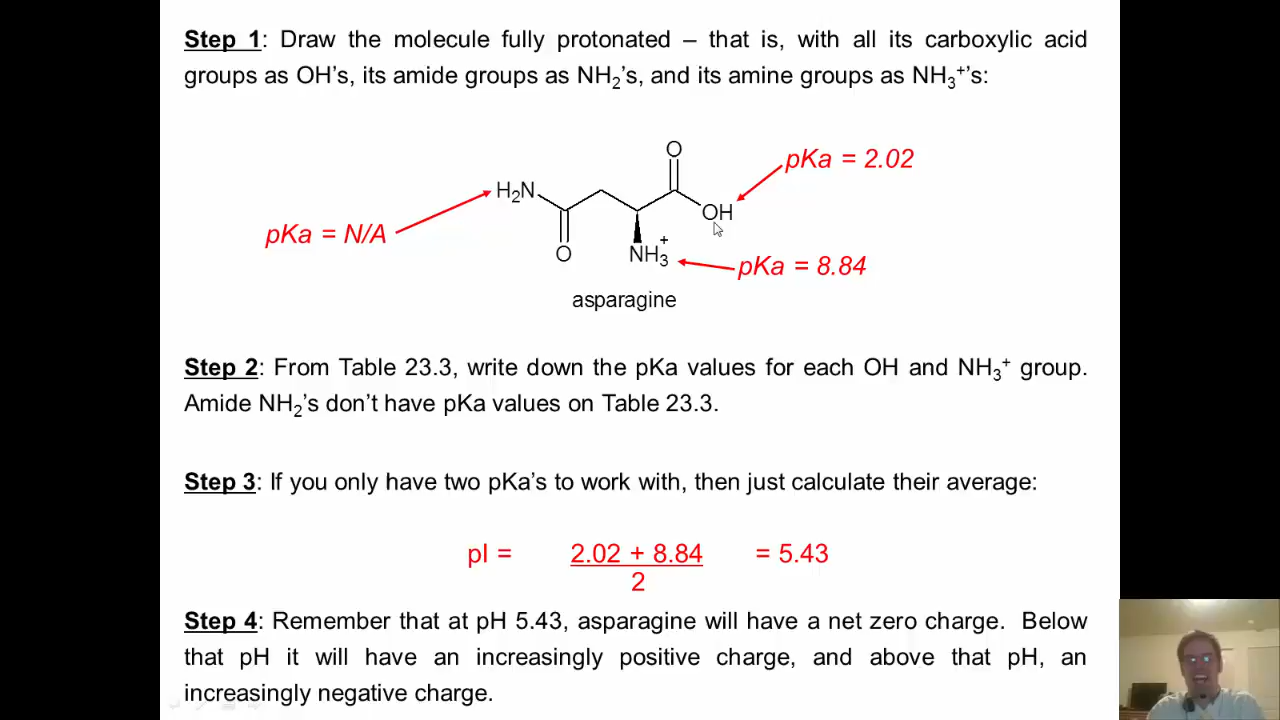 Step 1: Draw the molecule fully protonated – that is, with all its carboxylic acid
groups as OH’s, its amide groups as NH₂’s, and its amine groups as NH₃⁺’s:
O
pKa = 2.02
H₂N
OH
pKa = N/A
O
NH₃⁺
pKa = 8.84
asparagine
Step 2: From Table 23.3, write down the pKa values for each OH and NH₃⁺ group.
Amide NH₂’s don’t have pKa values on Table 23.3.
Step 3: If you only have two pKa’s to work with, then just calculate their average:
pI = 2.02 + 8.84 = 5.43
2
Step 4: Remember that at pH 5.43, asparagine will have a net zero charge. Below
that pH it will have an increasingly positive charge, and above that pH, an
increasingly negative charge.